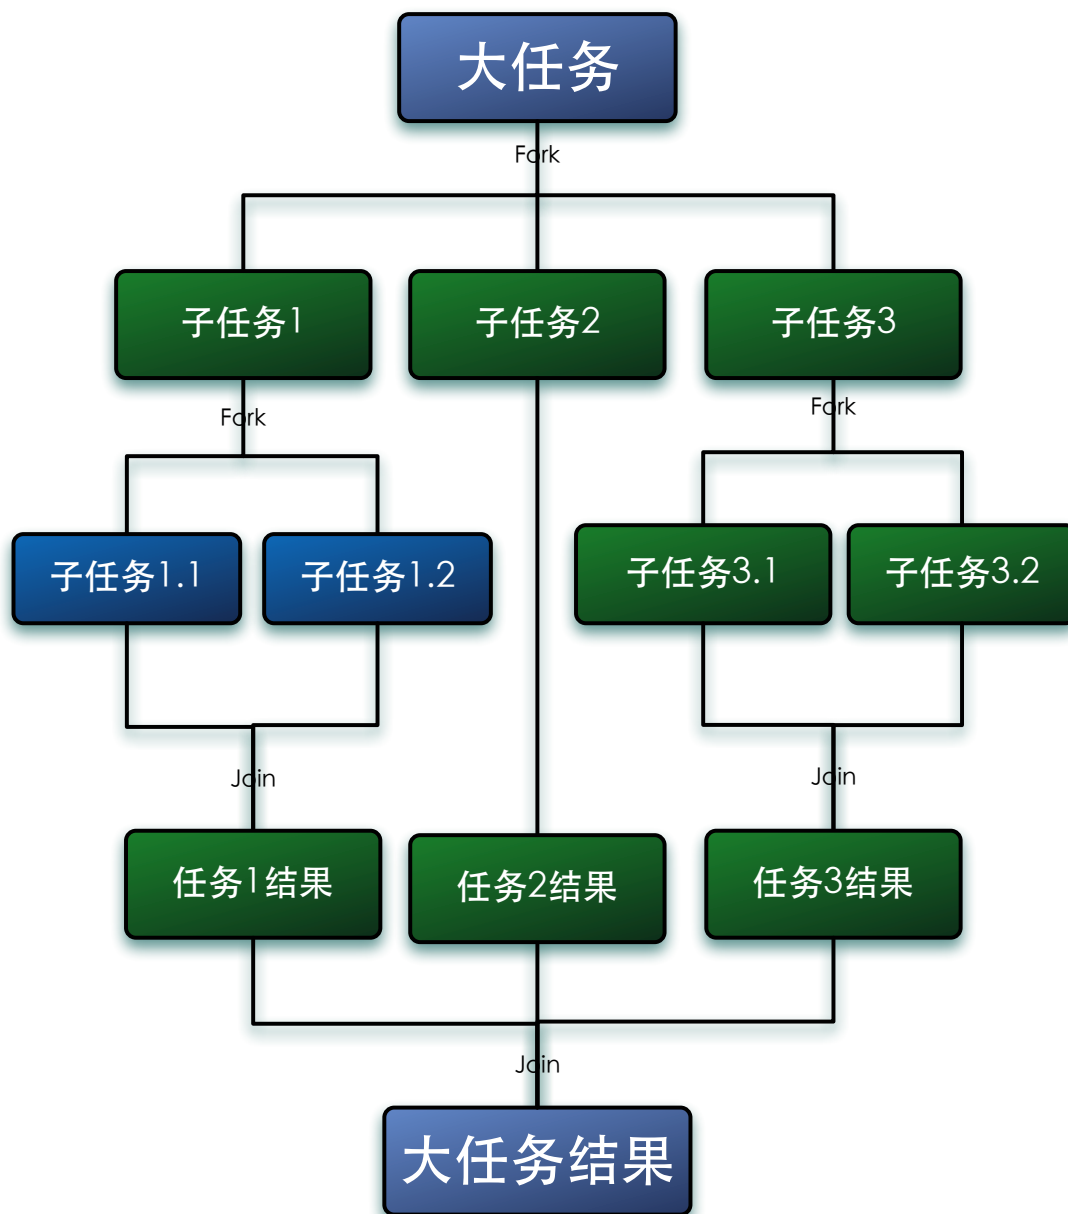 大任务
Fork
子任务1
子任务2
子任务3
Fork
Fork
子任务1.1
子任务1.2
子任务3.1
子任务3.2
Join
Join
任务1结果
任务2结果
任务3结果
Join
大任务结果